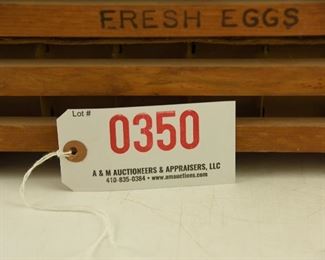 FRESH EGGS
Lot #
0350
A & M AUCTIONEERS & APPRAISERS, LLC
410-835-0384 • www.amauctions.com